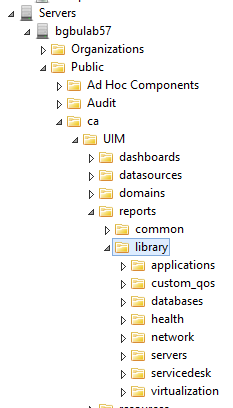 Servers
bgbulab57
Organizations
Public
Ad Hoc Components
Audit
ca
UIM
dashboards
datasources
domains
reports
common
library
applications
custom_qos
databases
health
network
servers
servicedesk
virtualization